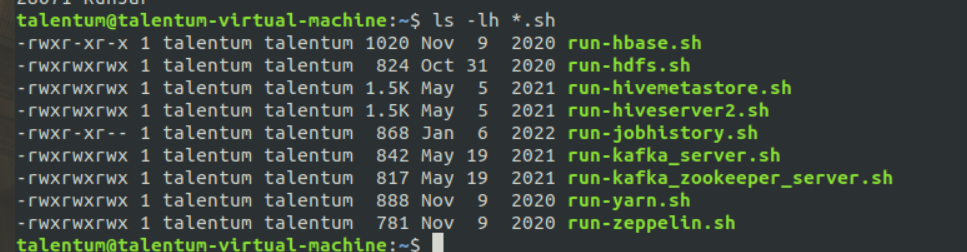 28071 RunJar
talentum@talentum-virtual-machine:~$ ls -lh *.sh
-rwxr-xr-x 1 talentum talentum 1020 Nov  9  2020 run-hbase.sh
-rwxrwxrwx 1 talentum talentum  824 Oct 31  2020 run-hdfs.sh
-rwxrwxrwx 1 talentum talentum 1.5K May  5  2021 run-hivemetastore.sh
-rwxrwxrwx 1 talentum talentum 1.5K May  5  2021 run-hiveserver2.sh
-rwxr-xr-- 1 talentum talentum  868 Jan  6  2022 run-jobhistory.sh
-rwxrwxrwx 1 talentum talentum  842 May 19  2021 run-kafka_server.sh
-rwxrwxrwx 1 talentum talentum  817 May 19  2021 run-kafka_zookeeper_server.sh
-rwxrwxrwx 1 talentum talentum  888 Nov  9  2020 run-yarn.sh
-rwxrwxrwx 1 talentum talentum  781 Nov  9  2020 run-zeppelin.sh
talentum@talentum-virtual-machine:~$